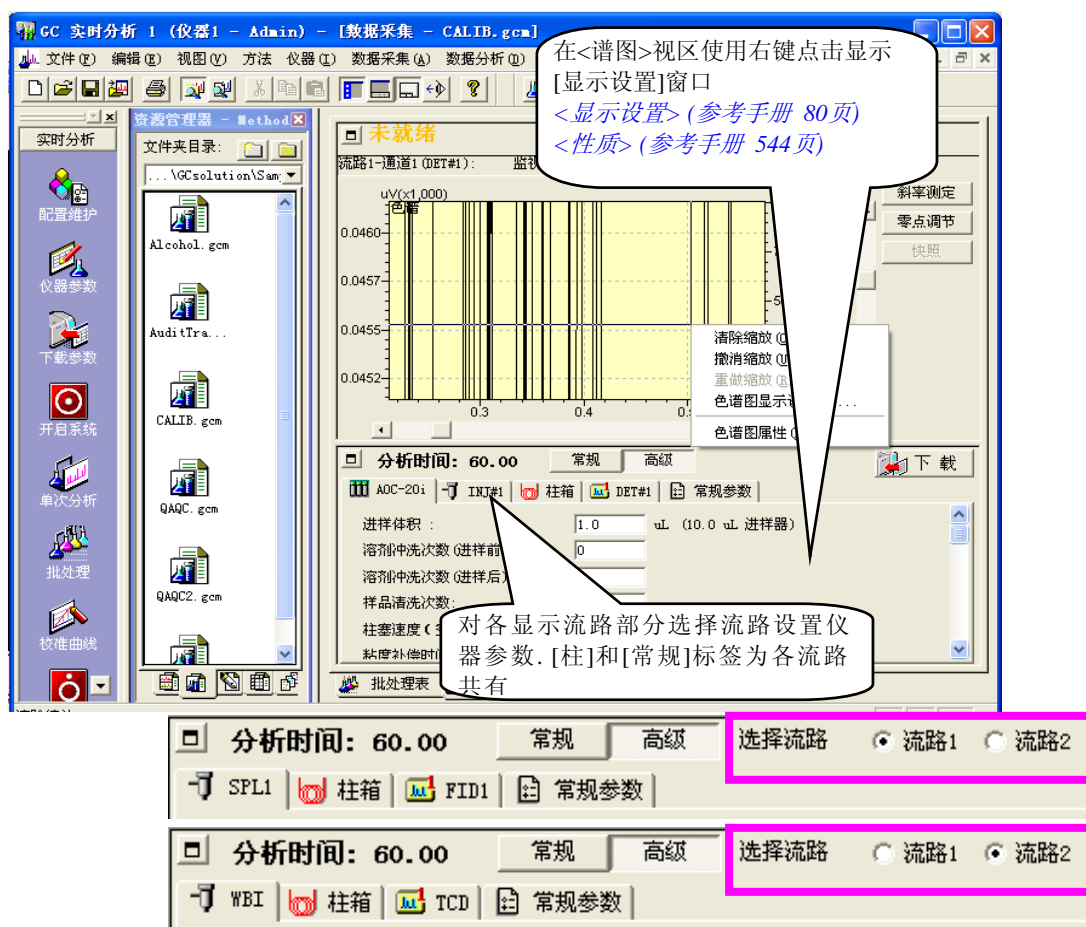 GC 实时分析 1 (仪器1 - Admin) - [数据采集 - CALIB.gcm]
文件(F) 编辑(E) 视图(V) 方法 仪器(I) 数据采集(A) 数据分析(D)
在<谱图>视区使用右键点击显示
[显示设置]窗口
<显示设置> (参考手册 80页)
<性质> (参考手册 544页)
实时分析
配置维护
仪器参数
下载参数
开启系统
单次分析
批处理
校准曲线
资源管理器 - Method
文件夹目录:
...\GCsolution\Sam
Alcohol.gcm
AuditTra...
CALIB.gcm
QAQC.gcm
QAQC2.gcm
未就绪
流路1-通道1(DET#1):
uV(x1,000)
色谱
0.0460
0.0457
0.0455
0.0452
0.3
0.4
斜率测定
零点调节
快照
清除缩放
撤消缩放
重做缩放
色谱图显示
色谱图属性
分析时间: 60.00 常规 高级 下载
AOC-20i INJ#1 柱箱 DET#1 常规参数
进样体积 : 1.0 uL (10.0 uL 进样器)
溶剂冲洗次数(进样前 0
溶剂冲洗次数(进样后)
样品清洗次数:
柱塞速度(
粘度补偿时
对各显示流路部分选择流路设置仪
器参数. [柱]和[常规]标签为各流路
共有
批处理表
分析时间: 60.00 常规 高级 选择流路 流路1 流路2
SPL1 柱箱 FID1 常规参数
分析时间: 60.00 常规 高级 选择流路 流路1 流路2
WBI 柱箱 TCD 常规参数